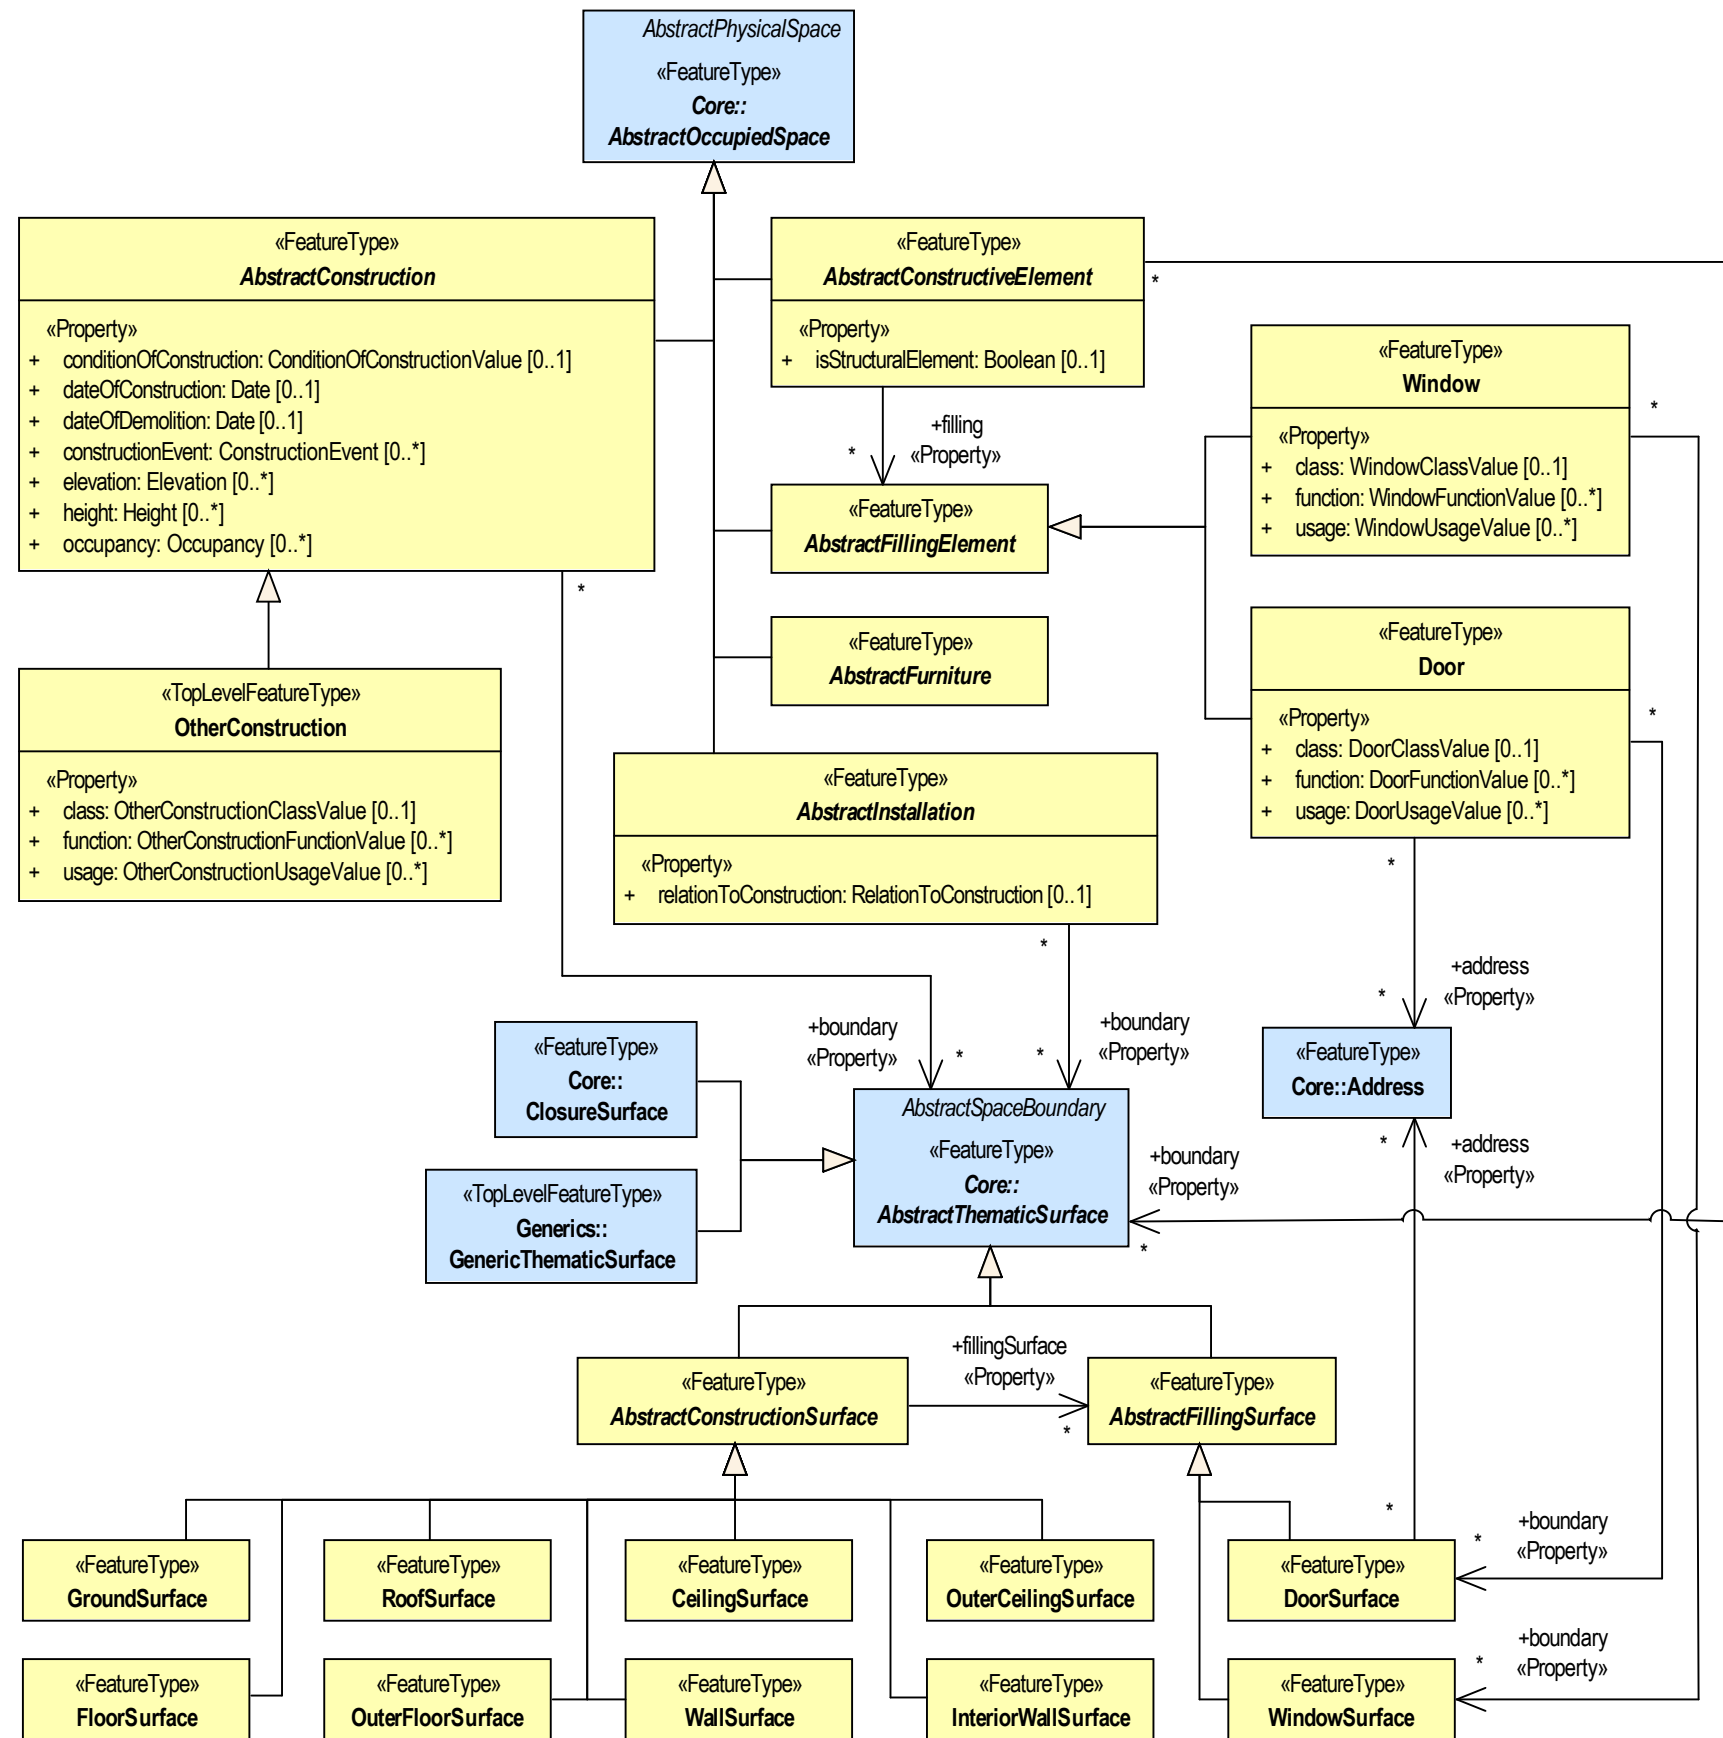 AbstractPhysicalSpace
«FeatureType»
Core::
AbstractOccupiedSpace
«FeatureType»
AbstractConstruction
«Property»
+ conditionOfConstruction: ConditionOfConstructionValue [0..1]
+ dateOfConstruction: Date [0..1]
+ dateOfDemolition: Date [0..1]
+ constructionEvent: ConstructionEvent [0..*]
+ elevation: Elevation [0..*]
+ height: Height [0..*]
+ occupancy: Occupancy [0..*]
*
«FeatureType»
AbstractConstructiveElement
«Property»
+ isStructuralElement: Boolean [0..1]
*
+filling
* «Property»
«FeatureType»
AbstractFillingElement
«FeatureType»
Window
«Property»
+ class: WindowClassValue [0..1]
+ function: WindowFunctionValue [0..*]
+ usage: WindowUsageValue [0..*]
*
«FeatureType»
AbstractFurniture
«FeatureType»
Door
«Property»
+ class: DoorClassValue [0..1]
+ function: DoorFunctionValue [0..*]
+ usage: DoorUsageValue [0..*]
*
*
«TopLevelFeatureType»
OtherConstruction
«Property»
+ class: OtherConstructionClassValue [0..1]
+ function: OtherConstructionFunctionValue [0..*]
+ usage: OtherConstructionUsageValue [0..*]
«FeatureType»
AbstractInstallation
«Property»
+ relationToConstruction: RelationToConstruction [0..1]
*
+address
* «Property»
+boundary
«Property» *
+boundary
* «Property»
«FeatureType»
Core::
ClosureSurface
«FeatureType»
Core::Address
*
+address
«Property»
AbstractSpaceBoundary
«FeatureType»
Core::
AbstractThematicSurface
+boundary
«Property»
*
«TopLevelFeatureType»
Generics::
GenericThematicSurface
+fillingSurface
«Property»
*
«FeatureType»
AbstractConstructionSurface
«FeatureType»
AbstractFillingSurface
*
+boundary
* «Property»
«FeatureType»
GroundSurface
«FeatureType»
RoofSurface
«FeatureType»
CeilingSurface
«FeatureType»
OuterCeilingSurface
«FeatureType»
DoorSurface
+boundary
* «Property»
«FeatureType»
FloorSurface
«FeatureType»
OuterFloorSurface
«FeatureType»
WallSurface
«FeatureType»
InteriorWallSurface
«FeatureType»
WindowSurface